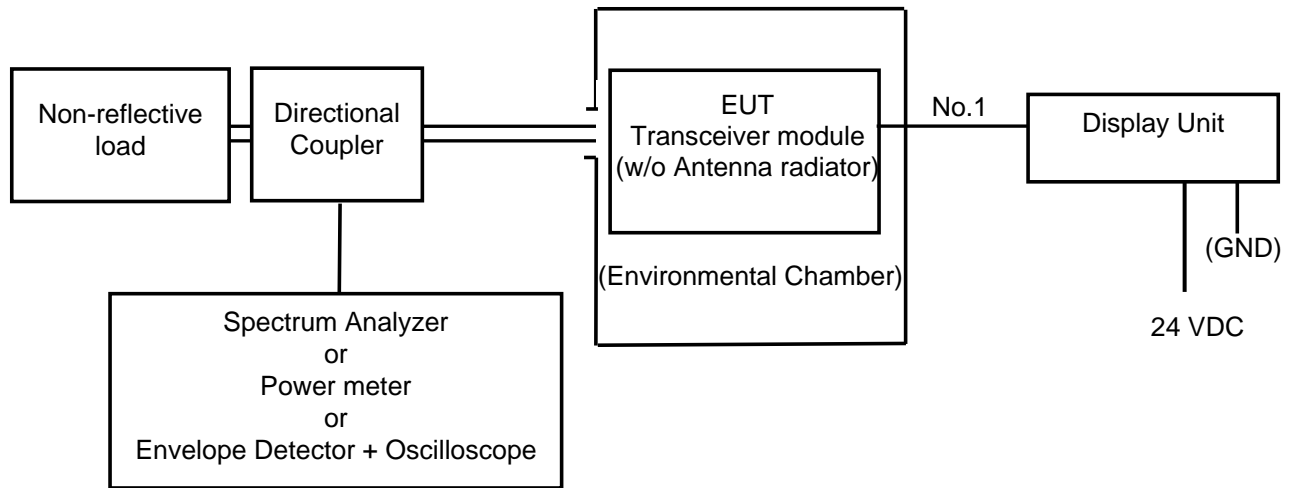 Non-reflective
load
Directional
Coupler
EUT
Transceiver module
(w/o Antenna radiator)
(Environmental Chamber)
No.1
Display Unit
(GND)
24 VDC
Spectrum Analyzer
or
Power meter
or
Envelope Detector + Oscilloscope